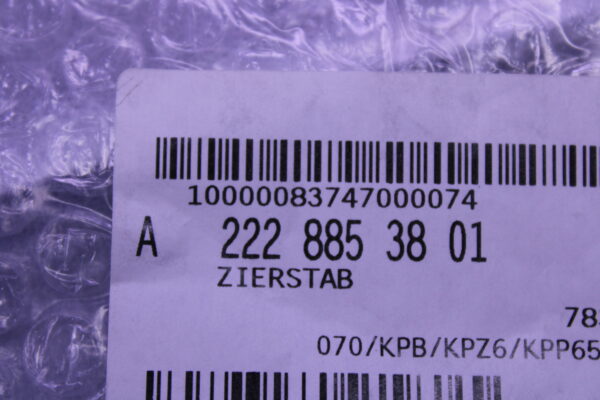 10000083747000074
A 222 885 38 01
ZIERSTAB
78
070/KPB/KPZ6/KPP65